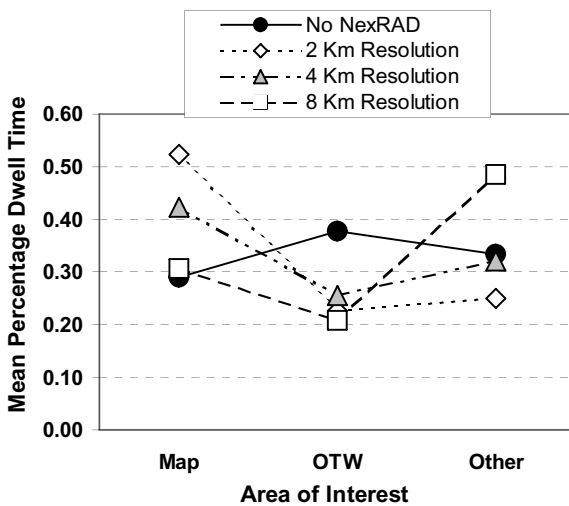 No NexRAD
2 Km Resolution
4 Km Resolution
8 Km Resolution
0.60
0.50
0.40
0.30
0.20
0.10
0.00
Mean Percentage Dwell Time
Map OTW Other
Area of Interest